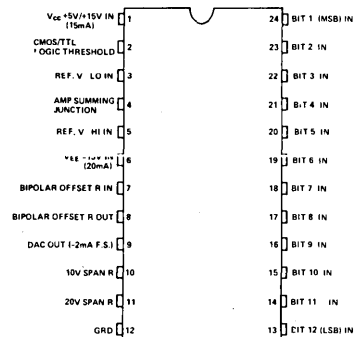 VCC +5V/+15V IN 1
(15mA)
CMOS/TTL 2
LOGIC THRESHOLD
REF. V LO IN 3
AMP SUMMING 4
JUNCTION
REF. V HI IN 5
VEE -15V IN 6
(20mA)
BIPOLAR OFFSET R IN 7
BIPOLAR OFFSET R OUT 8
DAC OUT (-2mA F.S.) 9
10V SPAN R 10
20V SPAN R 11
GRD 12
24 BIT 1 (MSB) IN
23 BIT 2 IN
22 BIT 3 IN
21 BIT 4 IN
20 BIT 5 IN
19 BIT 6 IN
18 BIT 7 IN
17 BIT 8 IN
16 BIT 9 IN
15 BIT 10 IN
14 BIT 11 IN
13 BIT 12 (LSB) IN